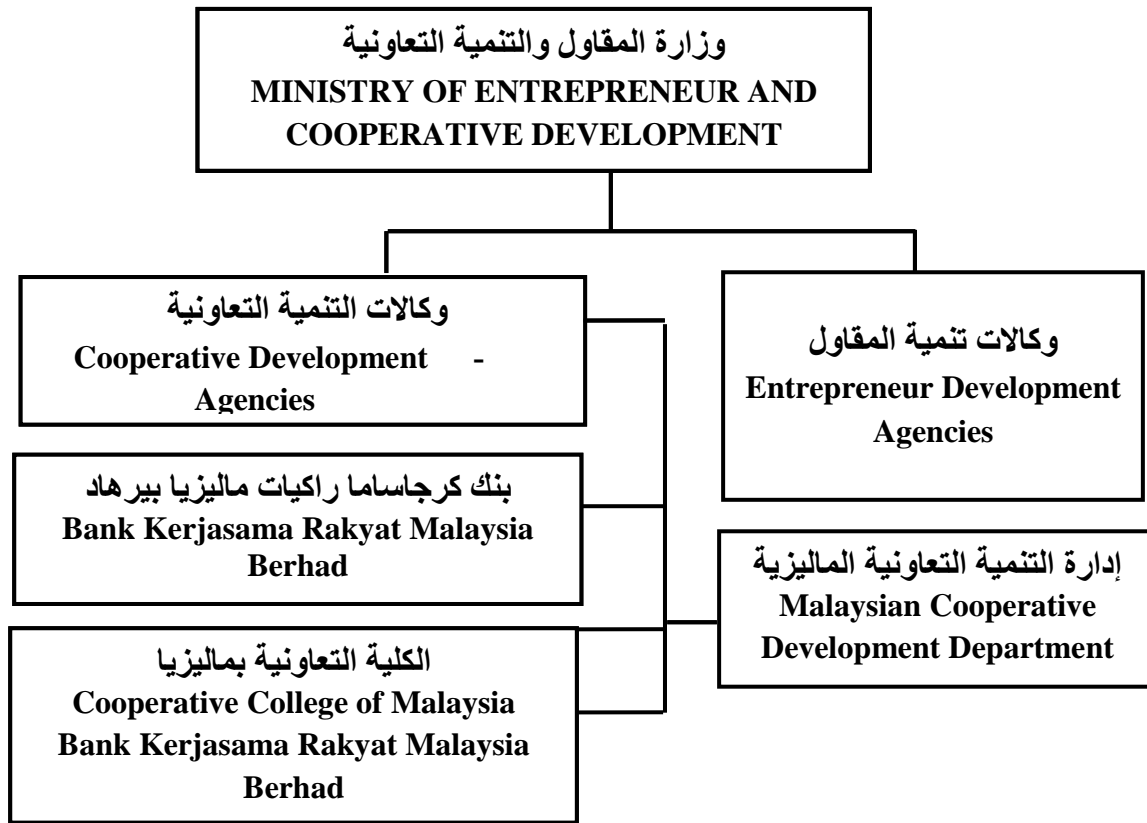 وزارة المقاول والتنمية التعاونية
MINISTRY OF ENTREPRENEUR AND
COOPERATIVE DEVELOPMENT
وكالات التنمية التعاونية
Cooperative Development -
Agencies
وكالات تنمية المقاول
Entrepreneur Development
Agencies
بنك كرجاساما راكيات ماليزيا بيرهاد
Bank Kerjasama Rakyat Malaysia
Berhad
إدارة التنمية التعاونية الماليزية
Malaysian Cooperative
Development Department
الكلية التعاونية بماليزيا
Cooperative College of Malaysia
Bank Kerjasama Rakyat Malaysia
Berhad